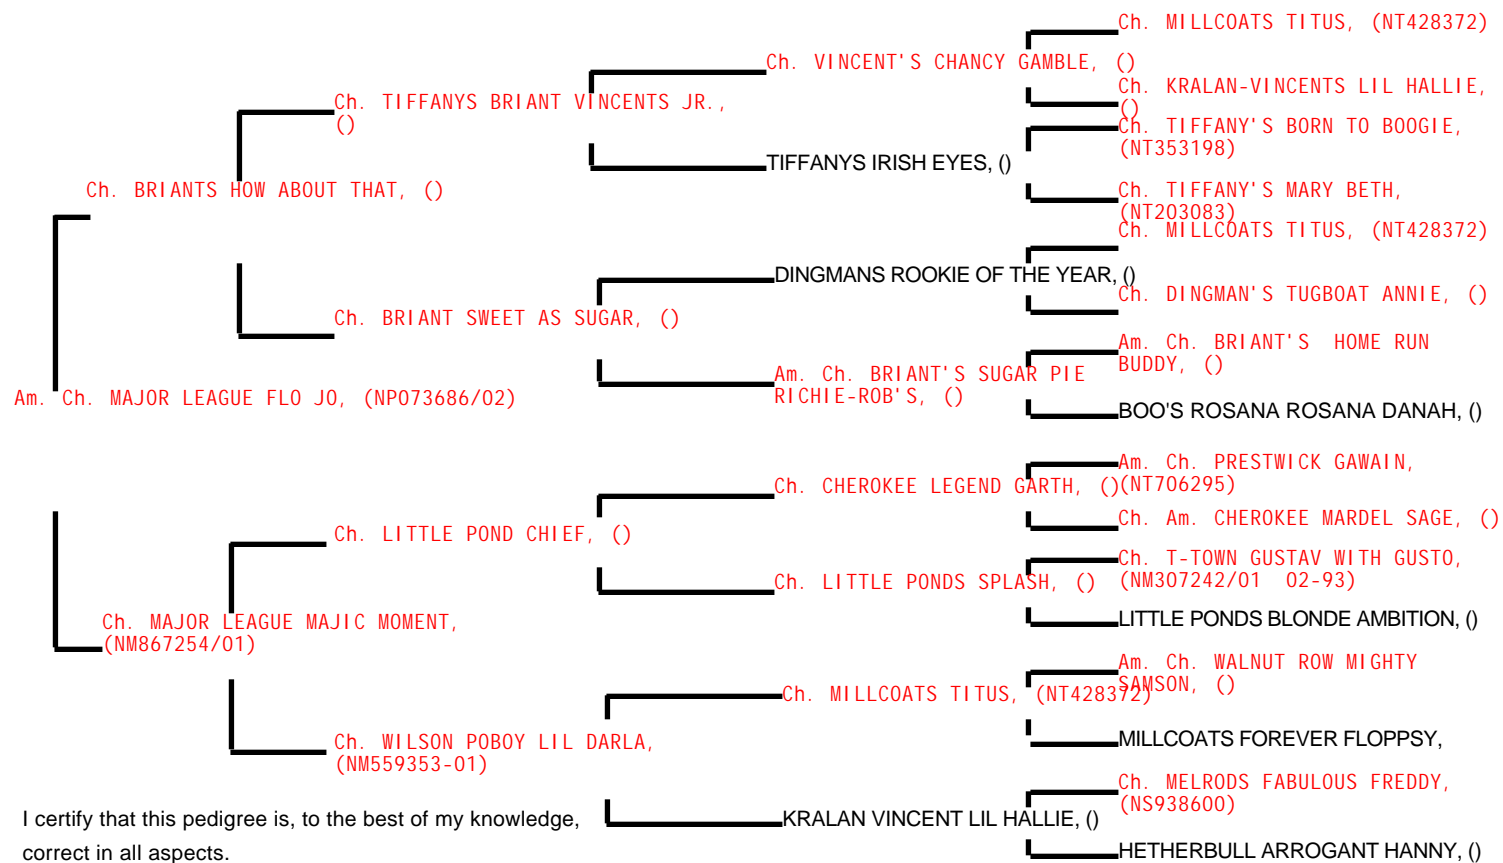 Ch. MILLCOATS TITUS, (NT428372)
Ch. VINCENT'S CHANCY GAMBLE, ()
Ch. KRALAN-VINCENTS LIL HALLIE,
()
Ch. TIFFANYS BRIANT VINCENTS JR.,
()
Ch. TIFFANY'S BORN TO BOOGIE,
(NT353198)
TIFFANYS IRISH EYES, ()
Ch. TIFFANY'S MARY BETH,
(NT203083)
Ch. BRIANTS HOW ABOUT THAT, ()
Ch. MILLCOATS TITUS, (NT428372)
DINGMANS ROOKIE OF THE YEAR, ()
Ch. DINGMAN'S TUGBOAT ANNIE, ()
Ch. BRIANT SWEET AS SUGAR, ()
Am. Ch. BRIANT'S  HOME RUN
BUDDY, ()
Am. Ch. BRIANT'S SUGAR PIE
RICHIE-ROB'S, ()
BOO'S ROSANA ROSANA DANAH, ()
Am. Ch. MAJOR LEAGUE FLO JO, (NP073686/02)
Am. Ch. PRESTWICK GAWAIN,
(NT706295)
Ch. CHEROKEE LEGEND GARTH, ()
Ch. Am. CHEROKEE MARDEL SAGE, ()
Ch. LITTLE POND CHIEF, ()
Ch. T-TOWN GUSTAV WITH GUSTO,
(NM307242/01  02-93)
Ch. LITTLE PONDS SPLASH, ()
LITTLE PONDS BLONDE AMBITION, ()
Ch. MAJOR LEAGUE MAJIC MOMENT,
(NM867254/01)
Am. Ch. WALNUT ROW MIGHTY
SAMSON, ()
Ch. MILLCOATS TITUS, (NT428372)
MILLCOATS FOREVER FLOPPSY,
Ch. WILSON POBOY LIL DARLA,
(NM559353-01)
Ch. MELRODS FABULOUS FREDDY,
(NS938600)
KRALAN VINCENT LIL HALLIE, ()
HETHERBULL ARROGANT HANNY, ()
I certify that this pedigree is, to the best of my knowledge,
correct in all aspects.